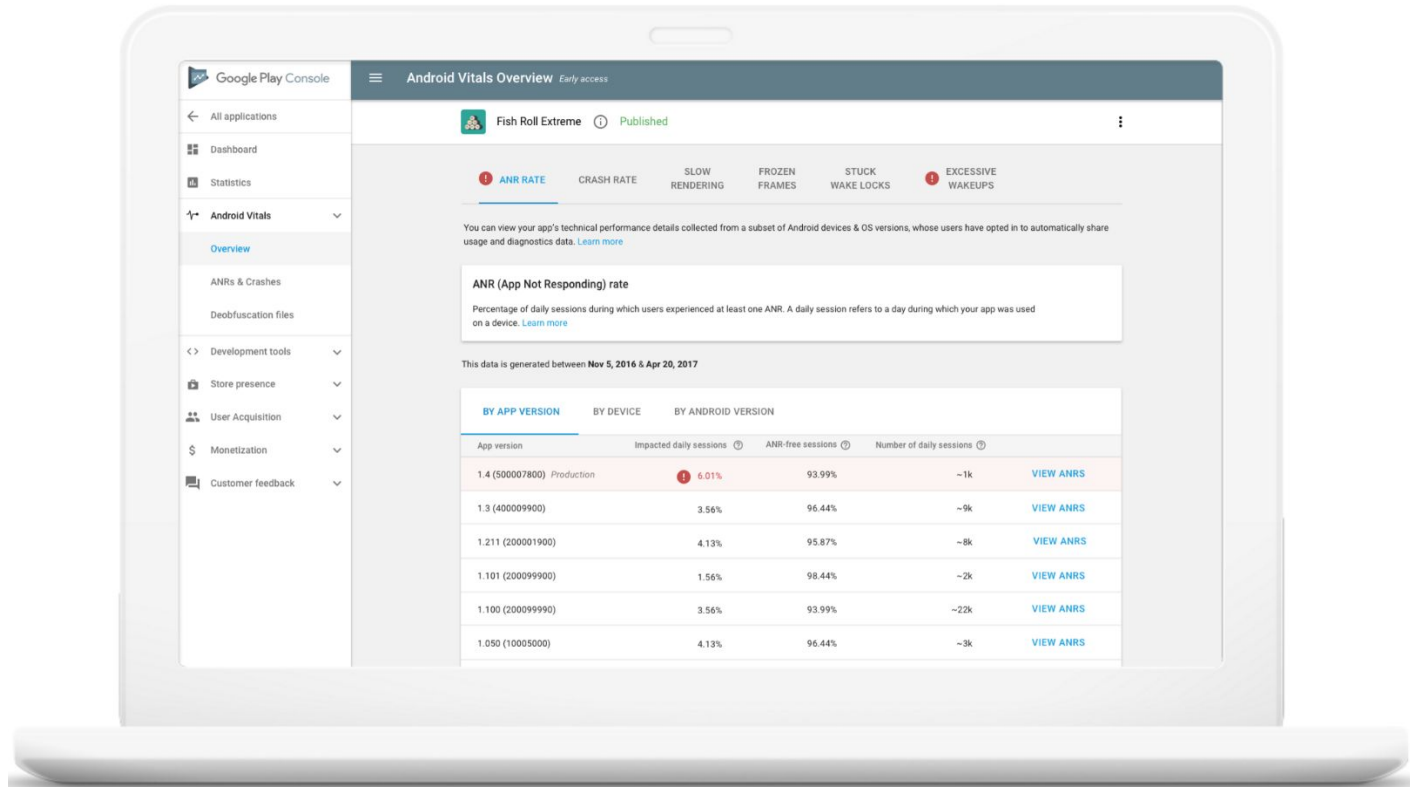 Google Play Console
Android Vitals Overview Early access
All applications
Fish Roll Extreme Published
Dashboard
Statistics
Android Vitals
Overview
ANRs & Crashes
Deobfuscation files
Development tools
Store presence
User Acquisition
Monetization
Customer feedback
ANR RATE
CRASH RATE
SLOW
RENDERING
FROZEN
FRAMES
STUCK
WAKE LOCKS
EXCESSIVE
WAKEUPS
You can view your app's technical performance details collected from a subset of Android devices & OS versions, whose users have opted in to automatically share
usage and diagnostics data. Learn more
ANR (App Not Responding) rate
Percentage of daily sessions during which users experienced at least one ANR. A daily session refers to a day during which your app was used
on a device. Learn more
This data is generated between Nov 5, 2016 & Apr 20, 2017
BY APP VERSION BY DEVICE BY ANDROID VERSION
App version Impacted daily sessions ANR-free sessions Number of daily sessions
1.4 (500007800) Production 6.01% 93.99% ~1k VIEW ANRS
1.3 (400009900) 3.56% 96.44% ~9k VIEW ANRS
1.211 (200001900) 4.13% 95.87% ~8k VIEW ANRS
1.101 (200099900) 1.56% 98.44% ~2k VIEW ANRS
1.100 (200099990) 3.56% 93.99% ~22k VIEW ANRS
1.050 (10005000) 4.13% 96.44% ~3k VIEW ANRS